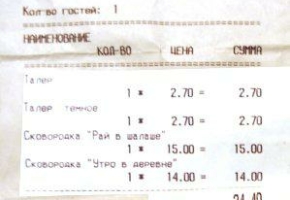 Кол-во гостей: 1
НАИМЕНОВАНИЕ
КОЛ-ВО ЦЕНА СУММА
Талер
1 * 2.70 = 2.70
Талер темное
1 * 2.70 = 2.70
Сковородка "Рай в шалаше"
1 * 15.00 = 15.00
Сковородка "Утро в деревне"
1 * 14.00 = 14.00
34.40